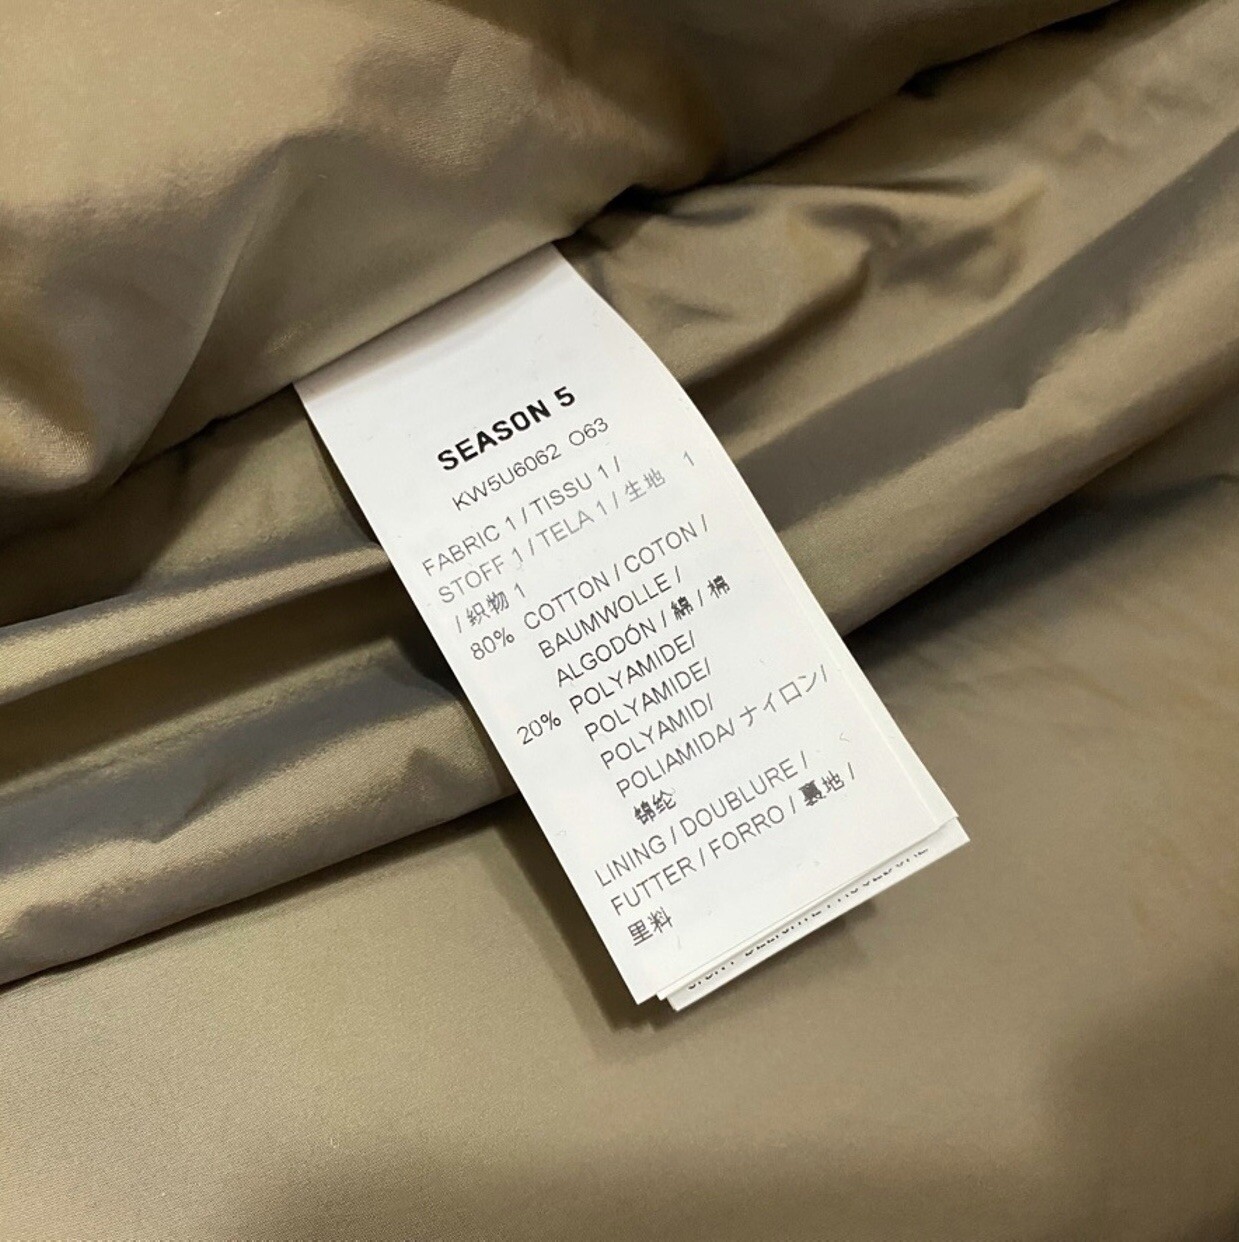 SEASON 5
KW5U6062 O63
FABRIC 1 / TISSU 1 /
STOFF 1 / TELA 1 / 生地 1
/ 织物 1
80% COTTON / COTON /
BAUMWOLLE /
ALGODÓN / 綿 / 棉
20% POLYAMIDE/
POLYAMIDE/
POLYAMID/
POLIAMIDA/ ナイロン/
锦纶
LINING / DOUBLURE /
FUTTER / FORRO / 裏地 /
里料